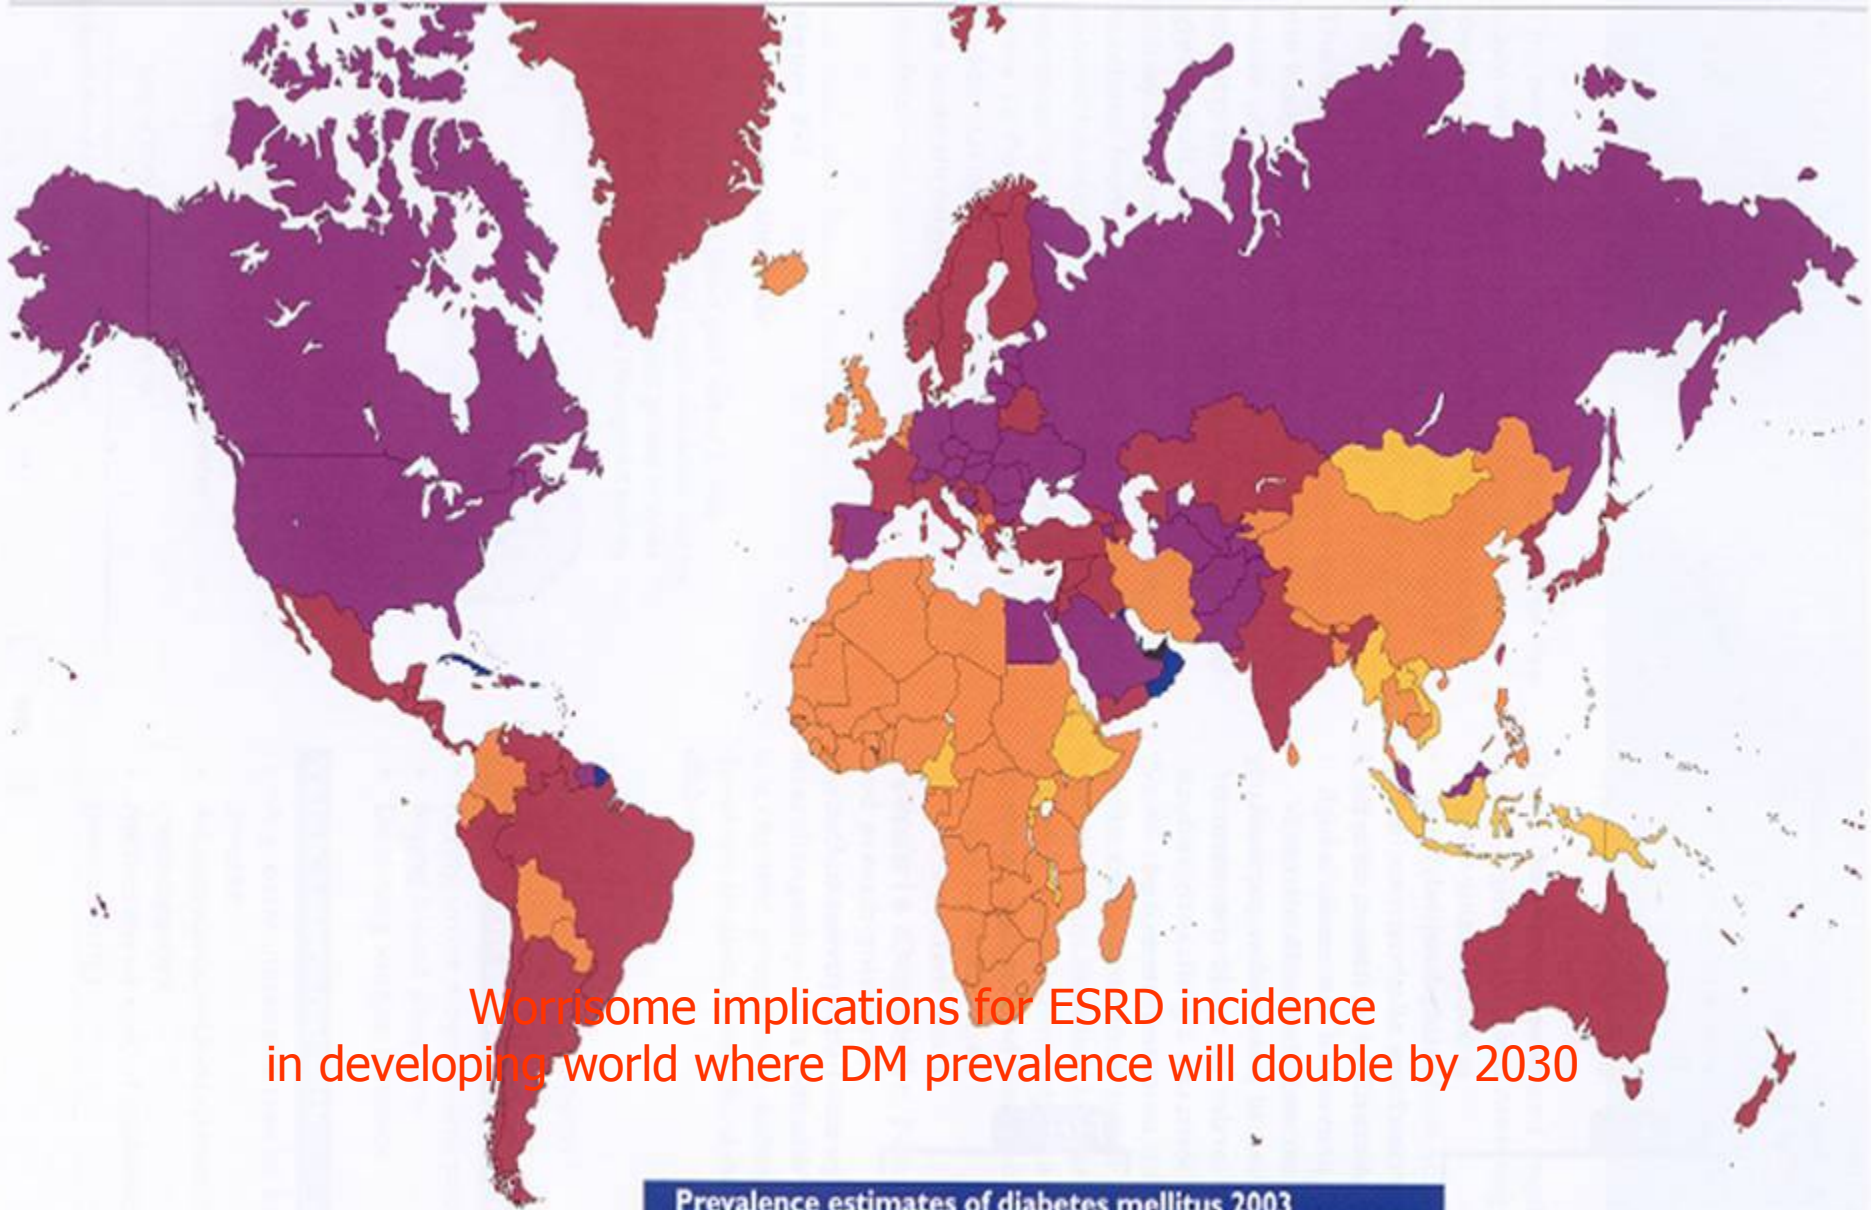 Worrisome implications for ESRD incidence
in developing world where DM prevalence will double by 2030
Prevalence estimates of diabetes mellitus 2003